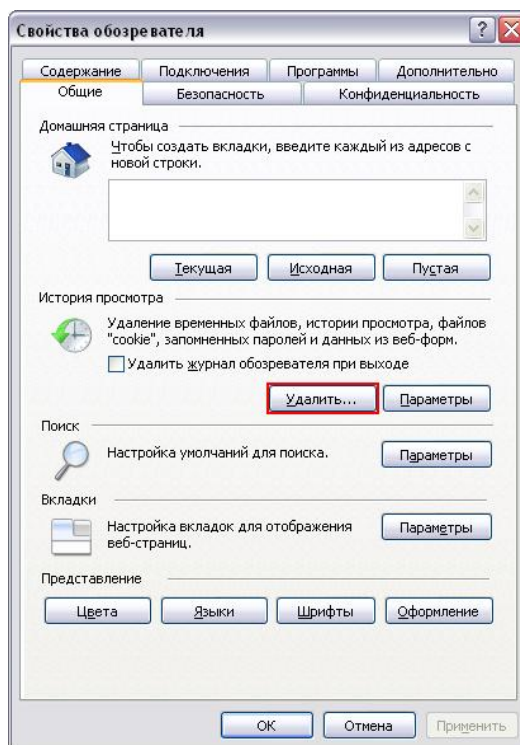 Свойства обозревателя
Содержание Подключения Программы Дополнительно
Общие Безопасность Конфиденциальность
Домашняя страница
Чтобы создать вкладки, введите каждый из адресов с
новой строки.
Текущая Исходная Пустая
История просмотра
Удаление временных файлов, истории просмотра, файлов
"cookie", запомненных паролей и данных из веб-форм.
Удалить журнал обозревателя при выходе
Удалить... Параметры
Поиск
Настройка умолчаний для поиска.
Параметры
Вкладки
Настройка вкладок для отображения
веб-страниц.
Параметры
Представление
Цвета Языки Шрифты Оформление
ОК Отмена Применить